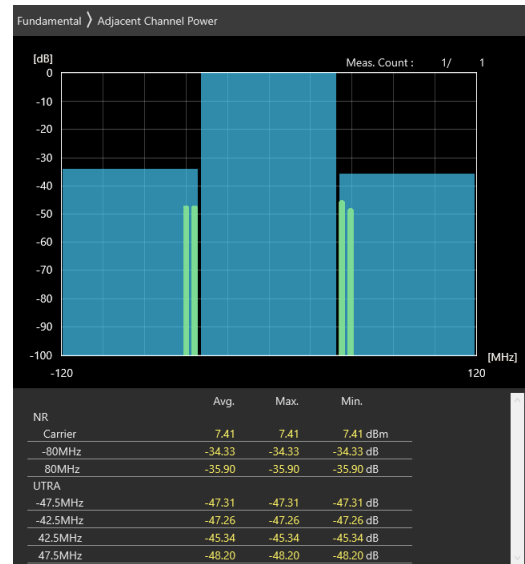 Fundamental ❭ Adjacent Channel Power
[dB] Meas. Count : 1/ 1
0
-10
-20
-30
-40
-50
-60
-70
-80
-90
-100 [MHz]
-120 120
Avg. Max. Min.
NR
Carrier 7.41 7.41 7.41 dBm
-80MHz -34.33 -34.33 -34.33 dB
80MHz -35.90 -35.90 -35.90 dB
UTRA
-47.5MHz -47.31 -47.31 -47.31 dB
-42.5MHz -47.26 -47.26 -47.26 dB
42.5MHz -45.34 -45.34 -45.34 dB
47.5MHz -48.20 -48.20 -48.20 dB